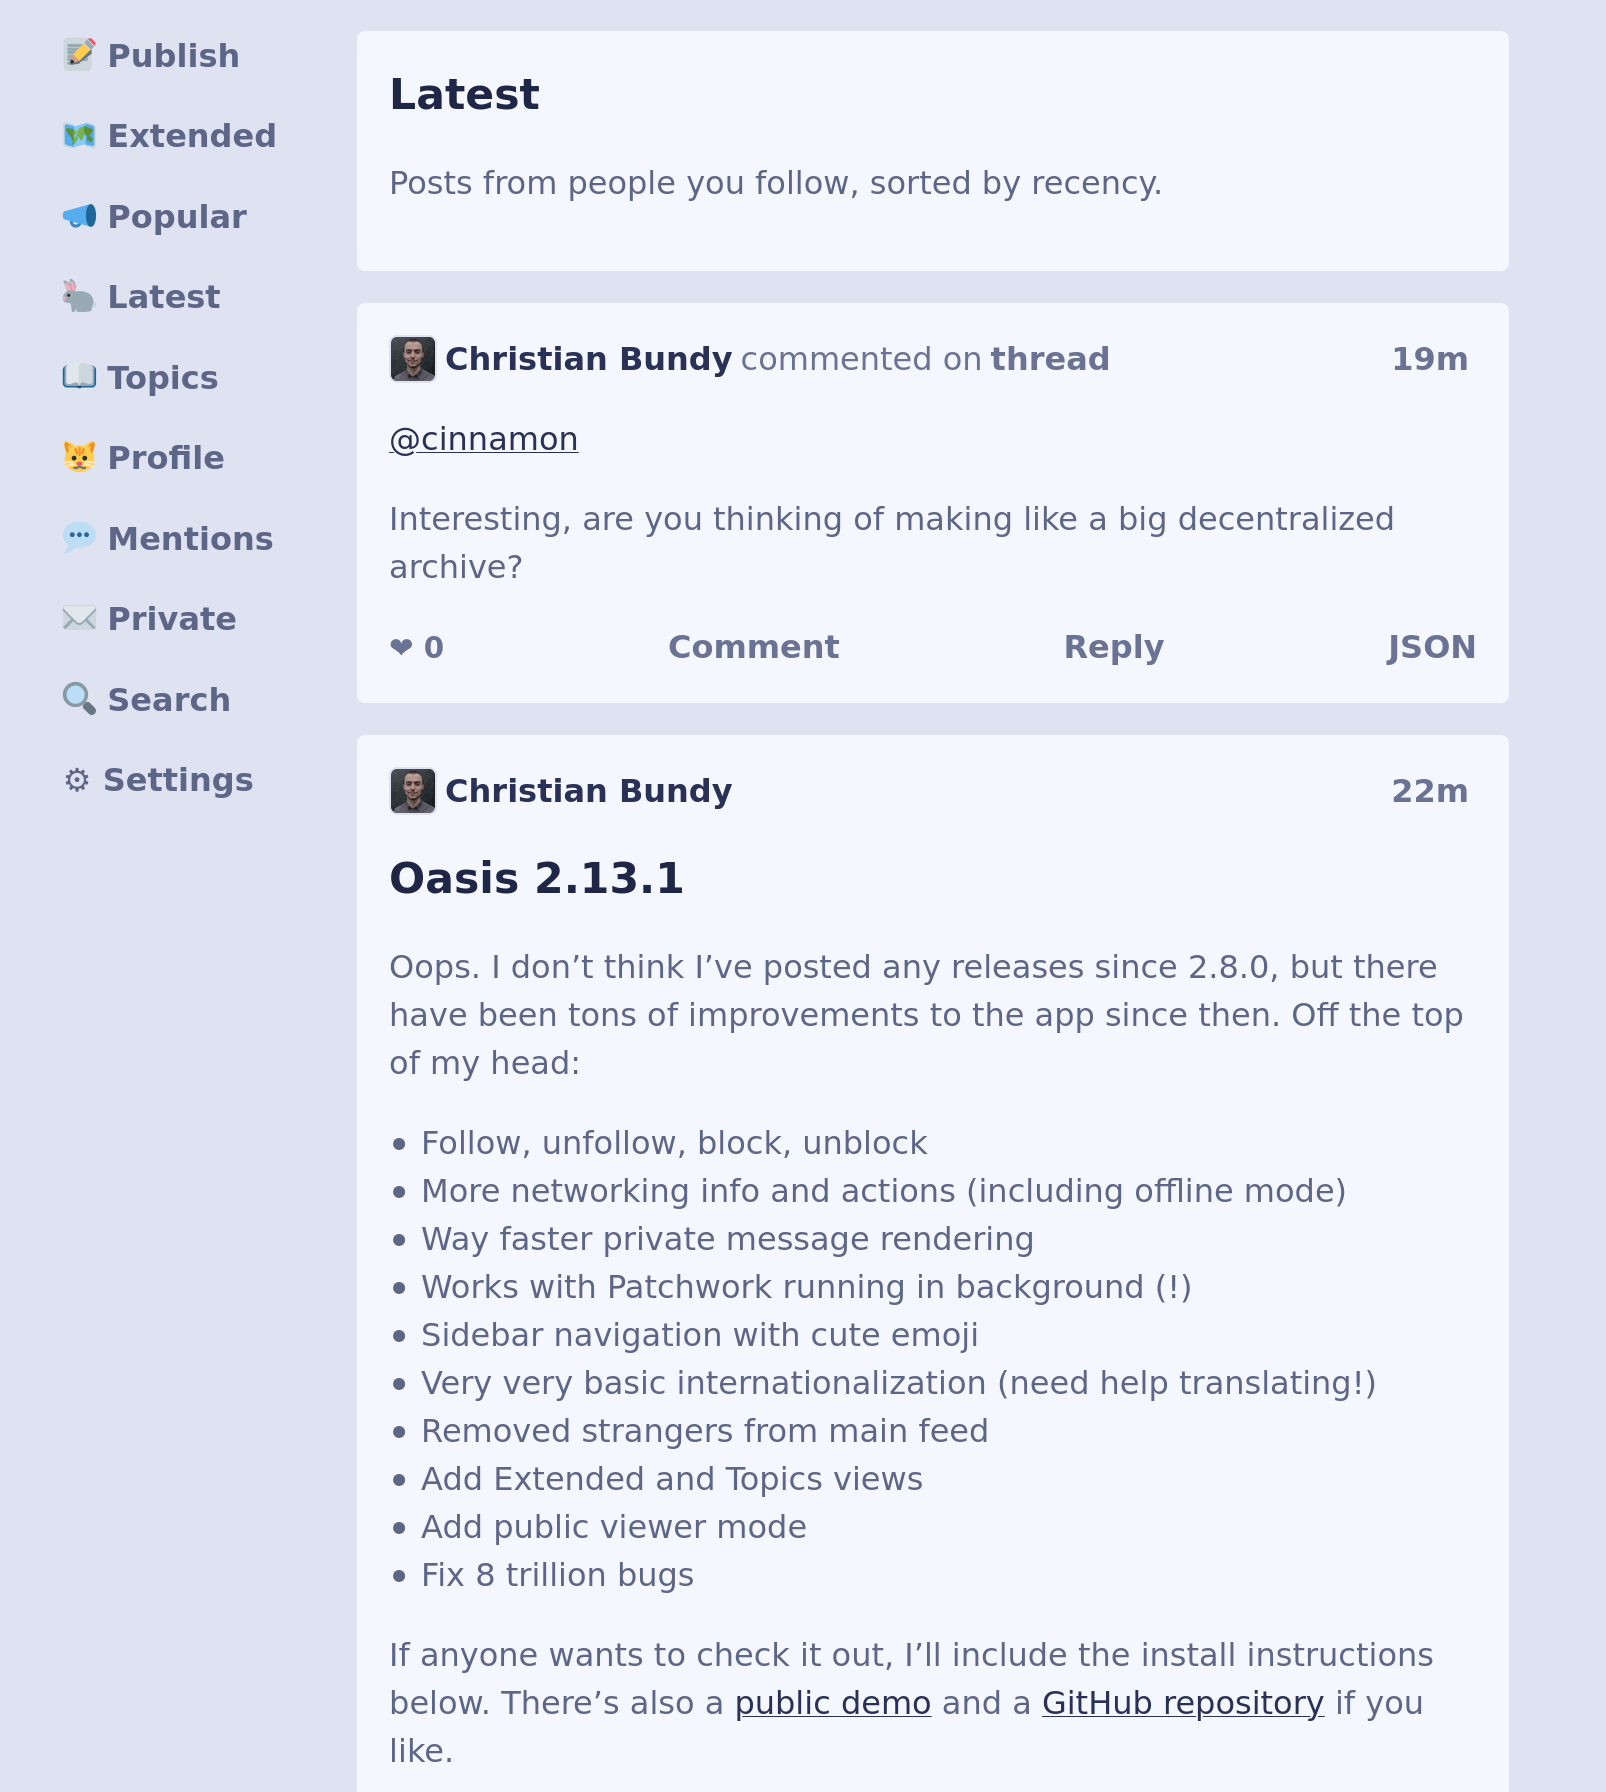 Publish
Extended
Popular
Latest
Topics
Profile
Mentions
Private
Search
Settings
Latest
Posts from people you follow, sorted by recency.
Christian Bundy commented on thread 19m
@cinnamon
Interesting, are you thinking of making like a big decentralized
archive?
❤ 0 Comment Reply JSON
Christian Bundy 22m
Oasis 2.13.1
Oops. I don’t think I’ve posted any releases since 2.8.0, but there
have been tons of improvements to the app since then. Off the top
of my head:
• Follow, unfollow, block, unblock
• More networking info and actions (including offline mode)
• Way faster private message rendering
• Works with Patchwork running in background (!)
• Sidebar navigation with cute emoji
• Very very basic internationalization (need help translating!)
• Removed strangers from main feed
• Add Extended and Topics views
• Add public viewer mode
• Fix 8 trillion bugs
If anyone wants to check it out, I’ll include the install instructions
below. There’s also a public demo and a GitHub repository if you
like.